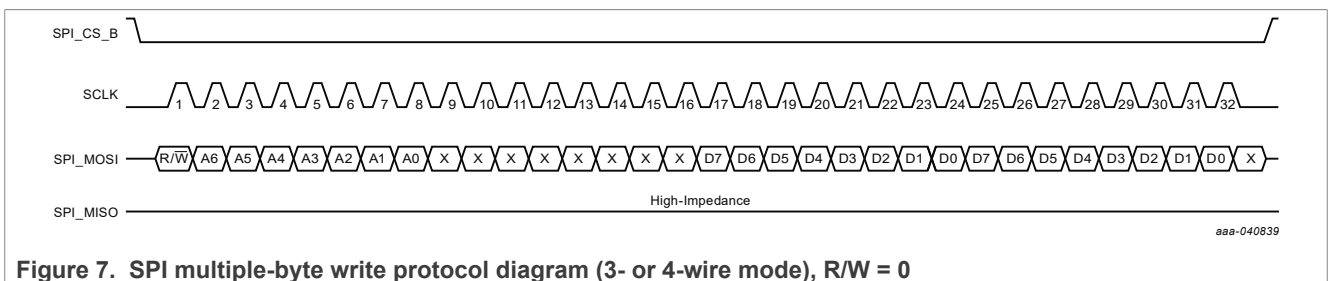 SPI_CS_B
SCLK 1 2 3 4 5 6 7 8 9 10 11 12 13 14 15 16 17 18 19 20 21 22 23 24 25 26 27 28 29 30 31 32
SPI_MOSI R/W̅ A6 A5 A4 A3 A2 A1 A0 X X X X X X X X D7 D6 D5 D4 D3 D2 D1 D0 D7 D6 D5 D4 D3 D2 D1 D0 X
High-Impedance
SPI_MISO
aaa-040839
Figure 7. SPI multiple-byte write protocol diagram (3- or 4-wire mode), R/W = 0